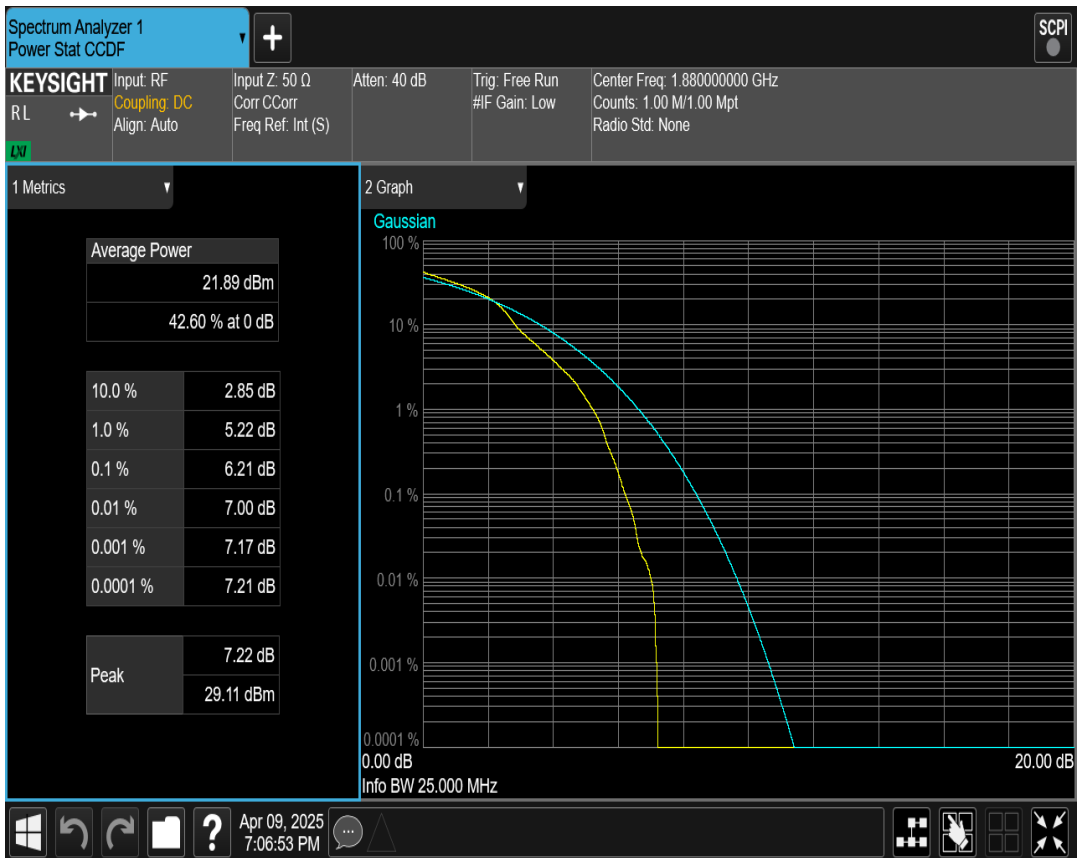 Spectrum Analyzer 1
Power Stat CCDF
SCPI
KEYSIGHT
RL
LXI
Input: RF
Coupling: DC
Align: Auto
Input Z: 50 Ω
Corr CCorr
Freq Ref: Int (S)
Atten: 40 dB
Trig: Free Run
#IF Gain: Low
Center Freq: 1.880000000 GHz
Counts: 1.00 M/1.00 Mpt
Radio Std: None
1 Metrics
Average Power
21.89 dBm
42.60 % at 0 dB
10.0 % 2.85 dB
1.0 % 5.22 dB
0.1 % 6.21 dB
0.01 % 7.00 dB
0.001 % 7.17 dB
0.0001 % 7.21 dB
Peak
7.22 dB
29.11 dBm
2 Graph
Gaussian
100 %
10 %
1 %
0.1 %
0.01 %
0.001 %
0.0001 %
0.00 dB 20.00 dB
Info BW 25.000 MHz
?
Apr 09, 2025
7:06:53 PM